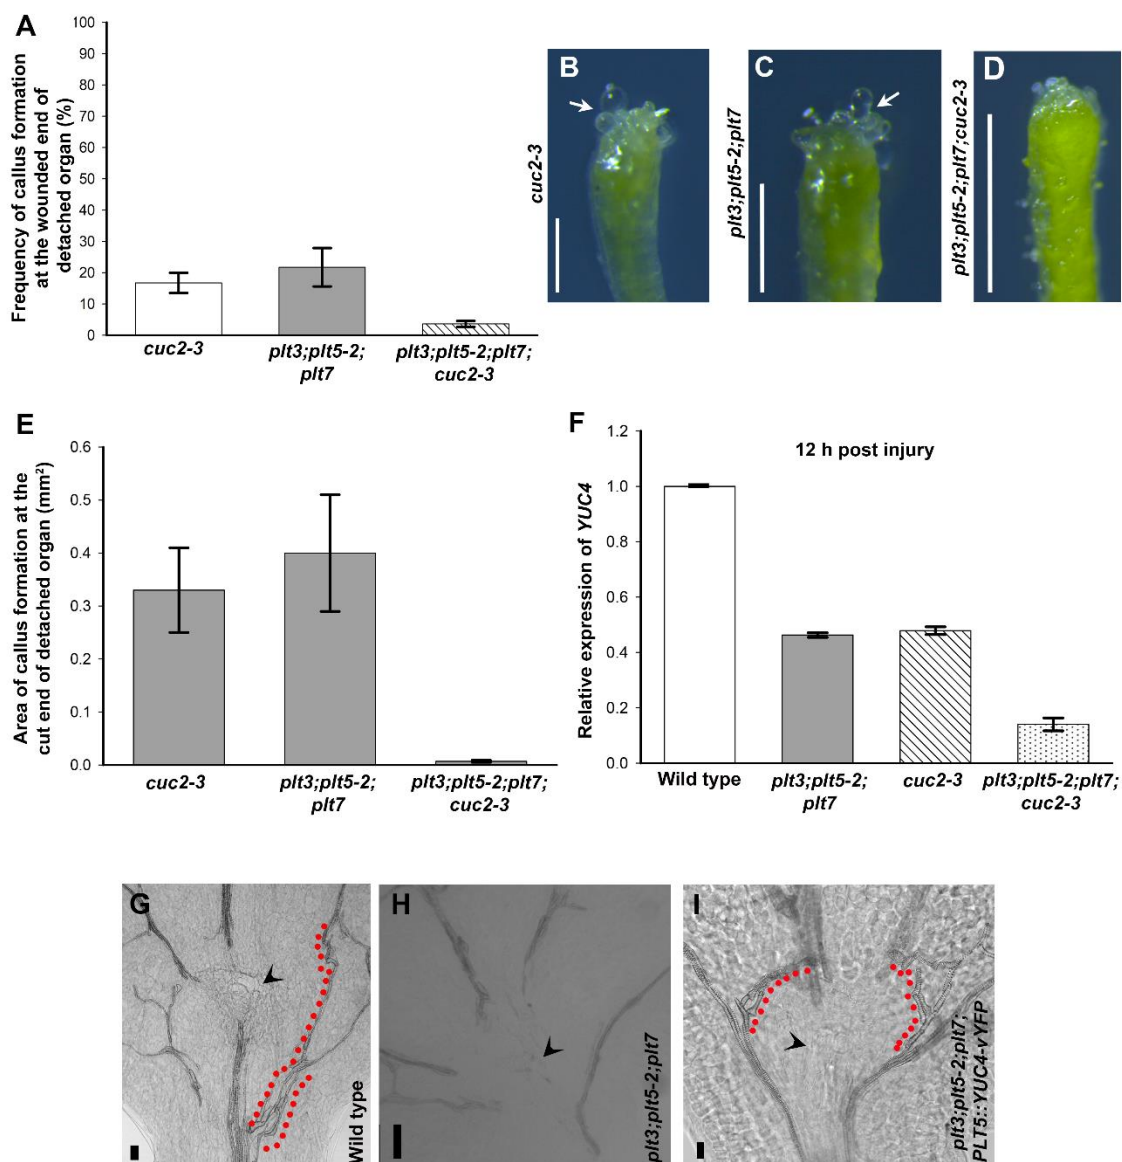 A
Frequency of callus formation
at the wounded end of
detached organ (%)
100
90
80
70
60
50
40
30
20
10
0
cuc2-3
plt3;plt5-2;
plt7
plt3;plt5-2;plt7;
cuc2-3
B
cuc2-3
C
plt3;plt5-2;plt7
D
plt3;plt5-2;plt7;cuc2-3
E
Area of callus formation at the
cut end of detached organ (mm²)
0.6
0.5
0.4
0.3
0.2
0.1
0.0
cuc2-3
plt3;plt5-2;
plt7
plt3;plt5-2;plt7;
cuc2-3
F
12 h post injury
Relative expression of YUC4
1.2
1.0
0.8
0.6
0.4
0.2
0.0
Wild type
plt3;plt5-2;
plt7
cuc2-3
plt3;plt5-2;plt7;
cuc2-3
G
Wild type
H
plt3;plt5-2;plt7
I
plt3;plt5-2;plt7;
PLT5::YUC4-vYFP